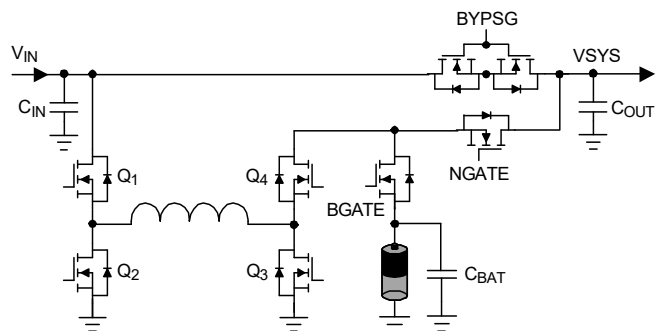 BYPSG
VIN
VSYS
CIN
COUT
NGATE
Q1
Q4
BGATE
Q2
Q3
CBAT